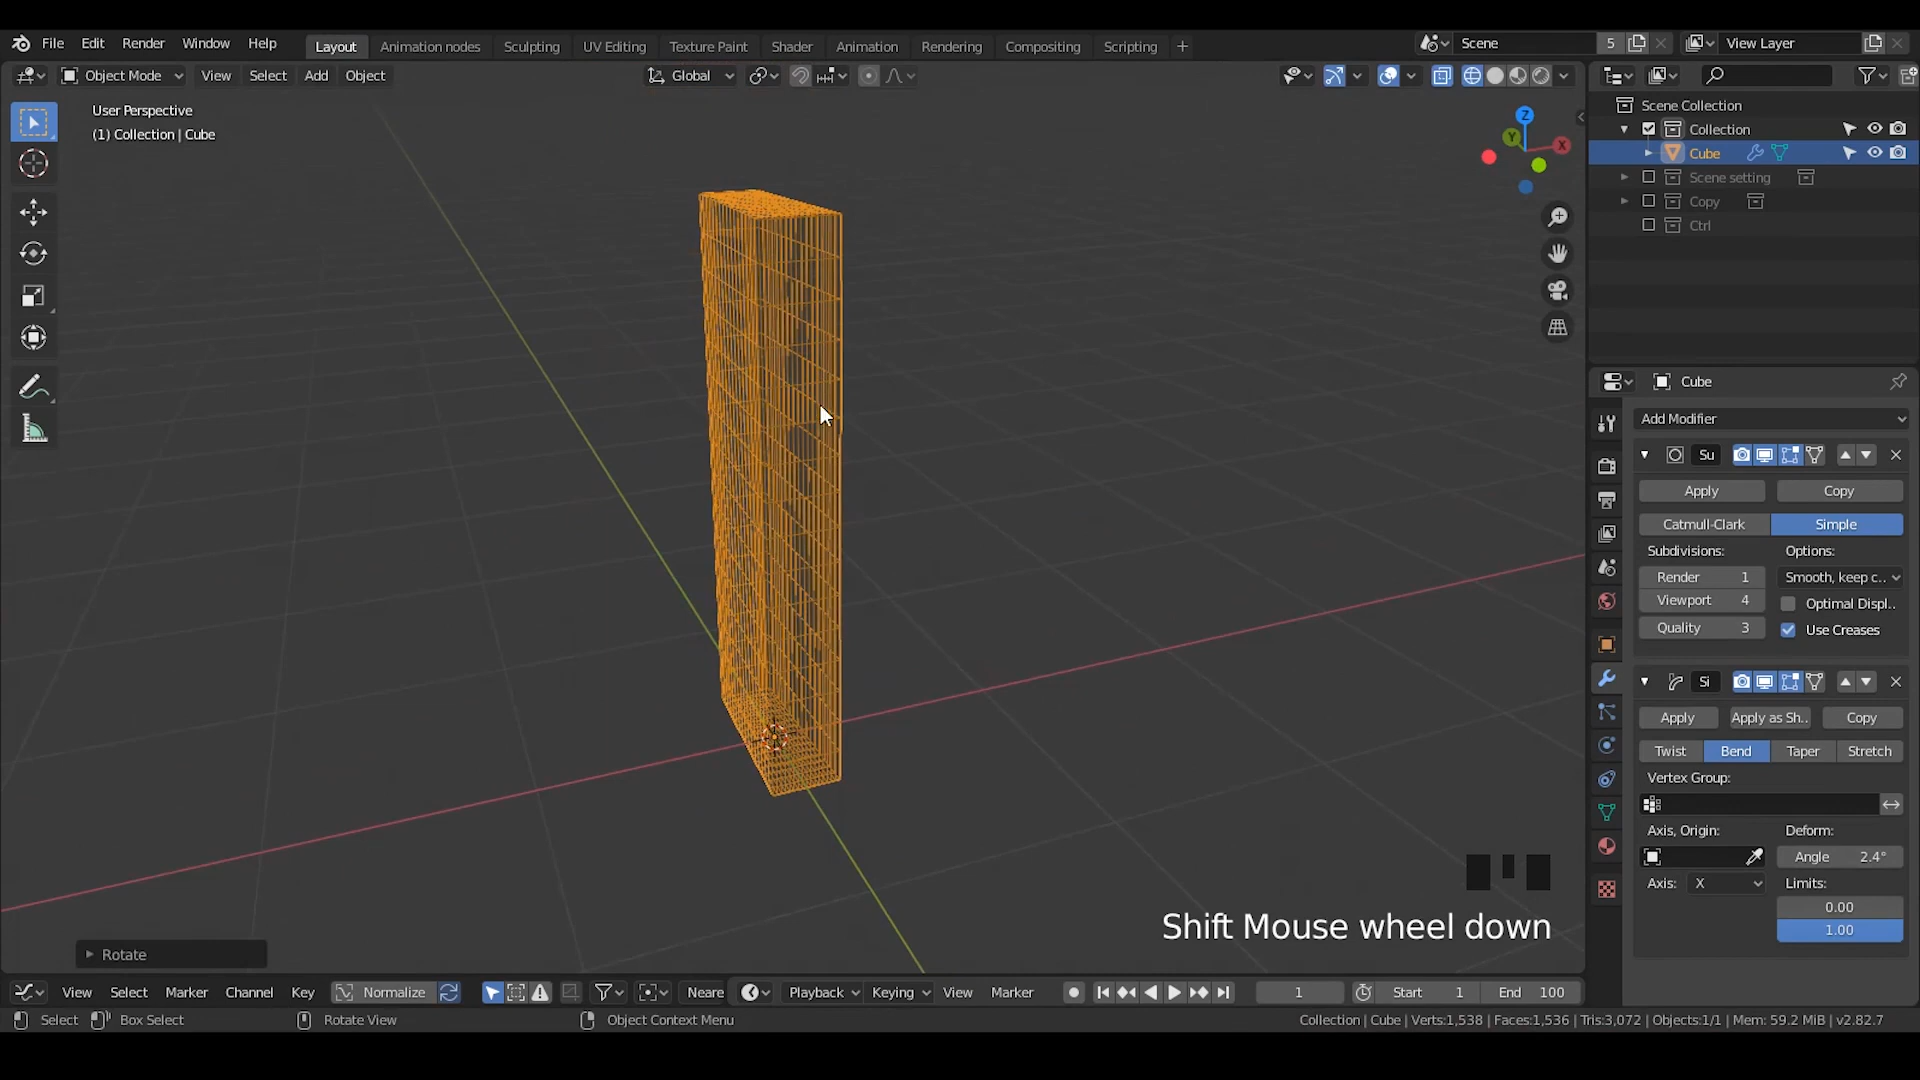 File Edit Render Window Help Layout Animation nodes Sculpting UV Editing Texture Paint Shader Animation Rendering Compositing Scripting + Scene 5 View Layer
Object Mode View Select Add Object Global
User Perspective
(1) Collection | Cube
Z
Y
X
Scene Collection
Collection
Cube
Scene setting
Copy
Ctrl
Cube
Add Modifier
Su
Apply Copy
Catmull-Clark Simple
Subdivisions: Options:
Render 1 Smooth, keep c..
Viewport 4 Optimal Displ..
Quality 3 Use Creases
Si
Apply Apply as Sh.. Copy
Twist Bend Taper Stretch
Vertex Group:
Axis, Origin: Deform:
Angle 2.4°
Axis: X Limits:
0.00
1.00
Shift Mouse wheel down
Rotate
View Select Marker Channel Key Normalize Neare Playback Keying View Marker 1 Start 1 End 100
Select Box Select Rotate View Object Context Menu Collection | Cube | Verts:1,538 | Faces:1,536 | Tris:3,072 | Objects:1/1 | Mem: 59.2 MiB | v2.82.7